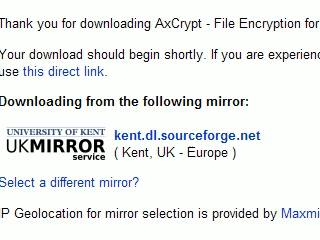 Thank you for downloading AxCrypt - File Encryption for
Your download should begin shortly. If you are experienc
use this direct link.
Downloading from the following mirror:
UNIVERSITY OF KENT
UKMIRROR
service
kent.dl.sourceforge.net
( Kent, UK - Europe )
Select a different mirror?
IP Geolocation for mirror selection is provided by Maxmi